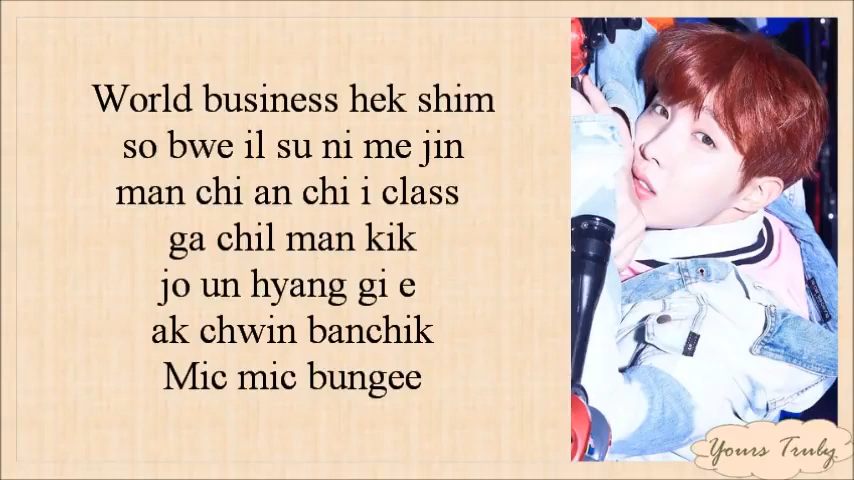 World business hek shim
so bwe il su ni me jin
man chi an chi i class
ga chil man kik
jo un hyang gi e
ak chwin banchik
Mic mic bungee
Yours Truly